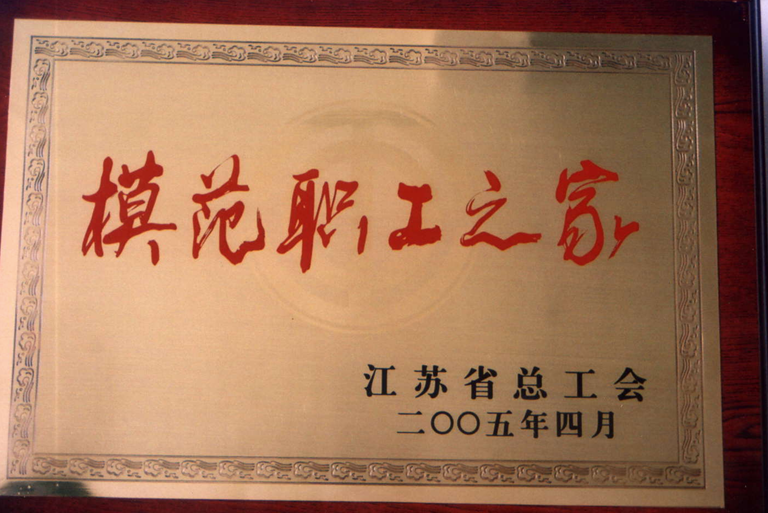 模范职工之家
江苏省总工会
二〇〇五年四月